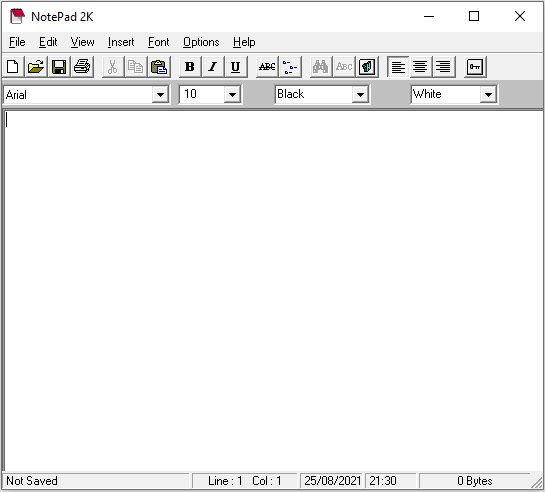 NotePad 2K
File Edit View Insert Font Options Help
B I U ABC ABC
Arial 10 Black White
Not Saved Line : 1 Col : 1 25/08/2021 21:30 0 Bytes